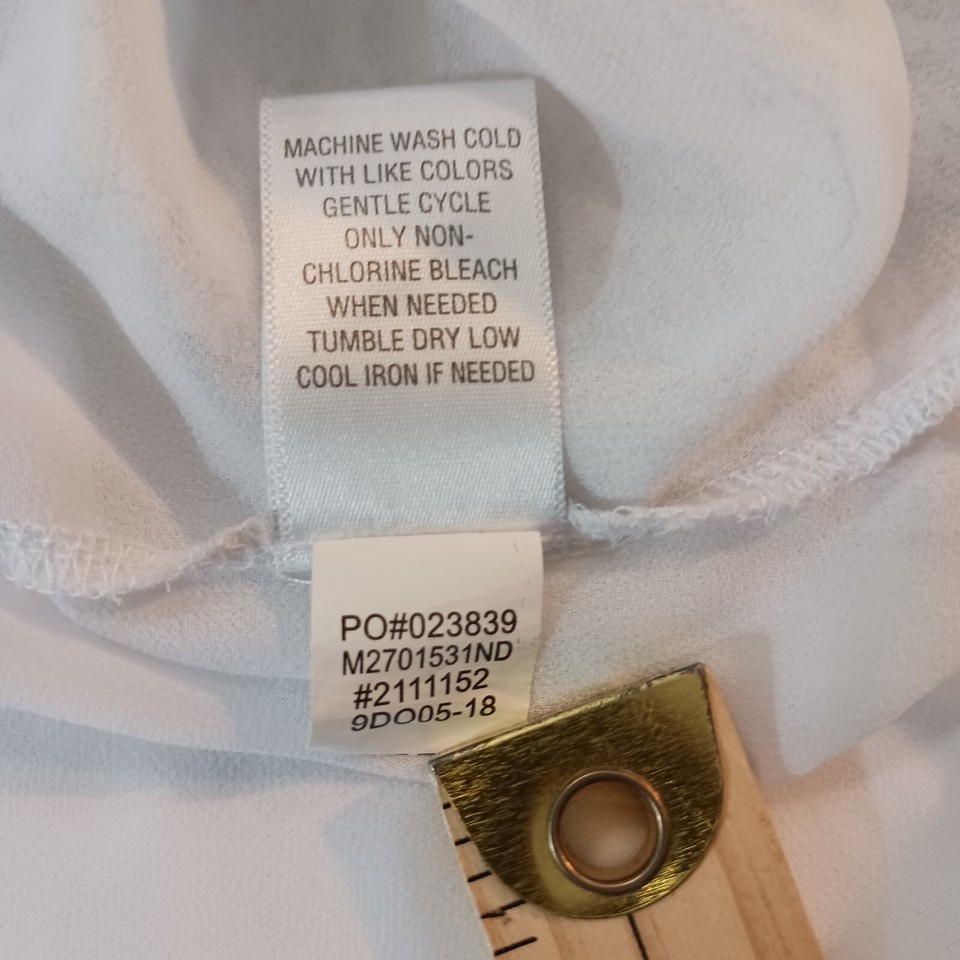 MACHINE WASH COLD
WITH LIKE COLORS
GENTLE CYCLE
ONLY NON-
CHLORINE BLEACH
WHEN NEEDED
TUMBLE DRY LOW
COOL IRON IF NEEDED
PO#023839
M2701531ND
#2111152
9DO05-18